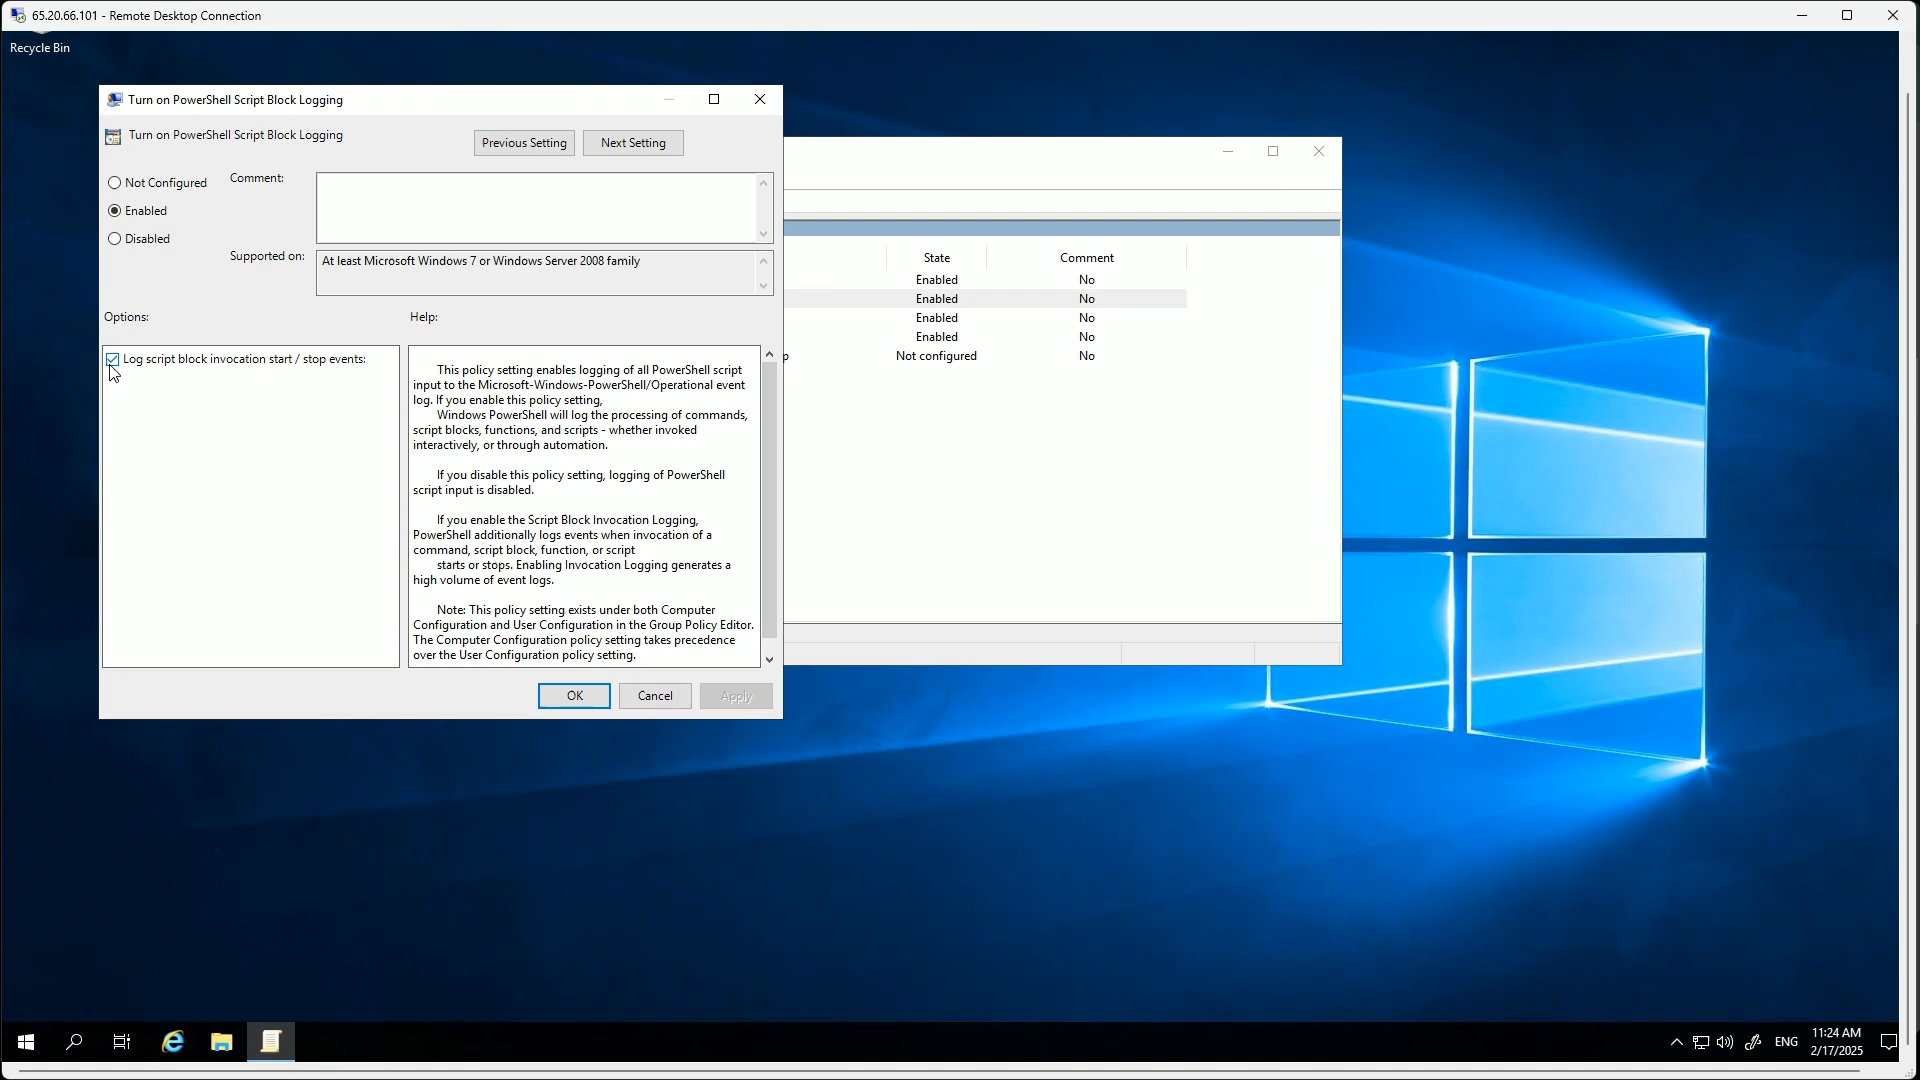 65.20.66.101 - Remote Desktop Connection
Recycle Bin
Turn on PowerShell Script Block Logging
Turn on PowerShell Script Block Logging
Previous Setting
Next Setting
Not Configured
Comment:
Enabled
Disabled
Supported on:
At least Microsoft Windows 7 or Windows Server 2008 family
Options:
Help:
Log script block invocation start / stop events:
This policy setting enables logging of all PowerShell script
input to the Microsoft-Windows-PowerShell/Operational event
log. If you enable this policy setting,
Windows PowerShell will log the processing of commands,
script blocks, functions, and scripts - whether invoked
interactively, or through automation.
If you disable this policy setting, logging of PowerShell
script input is disabled.
If you enable the Script Block Invocation Logging,
PowerShell additionally logs events when invocation of a
command, script block, function, or script
starts or stops. Enabling Invocation Logging generates a
high volume of event logs.
Note: This policy setting exists under both Computer
Configuration and User Configuration in the Group Policy Editor.
The Computer Configuration policy setting takes precedence
over the User Configuration policy setting.
OK
Cancel
Apply
State Comment
Enabled No
Enabled No
Enabled No
Enabled No
p Not configured No
ENG
11:24 AM
2/17/2025